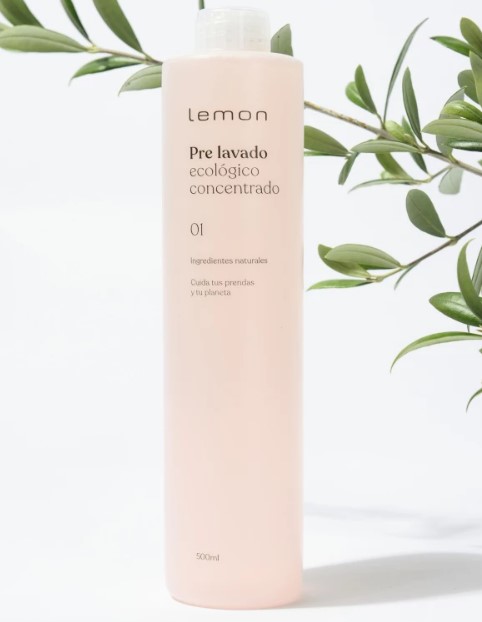 lemon
Pre lavado
ecológico
concentrado
01
Ingredientes naturales
Cuida tus prendas
y tu planeta
500ml